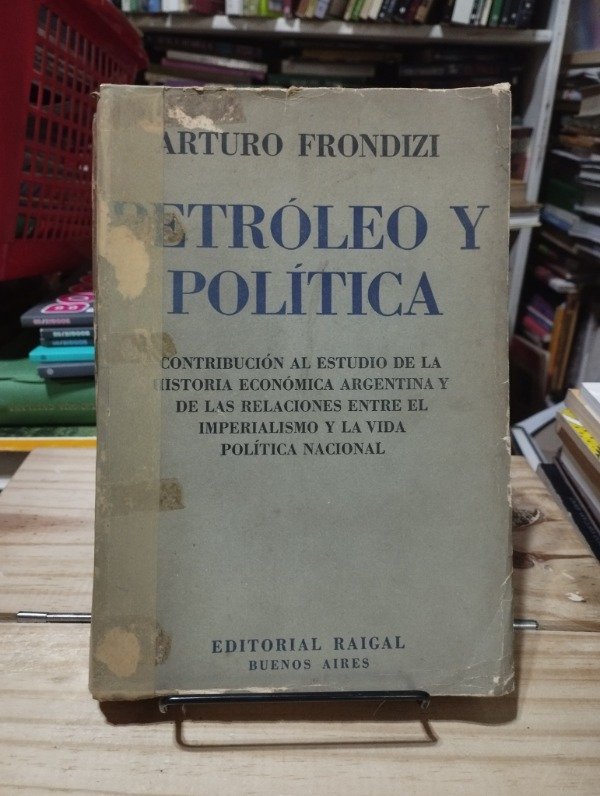 ARTURO FRONDIZI
PETRÓLEO Y
POLÍTICA
CONTRIBUCIÓN AL ESTUDIO DE LA
HISTORIA ECONÓMICA ARGENTINA Y
DE LAS RELACIONES ENTRE EL
IMPERIALISMO Y LA VIDA
POLÍTICA NACIONAL
EDITORIAL RAIGAL
BUENOS AIRES